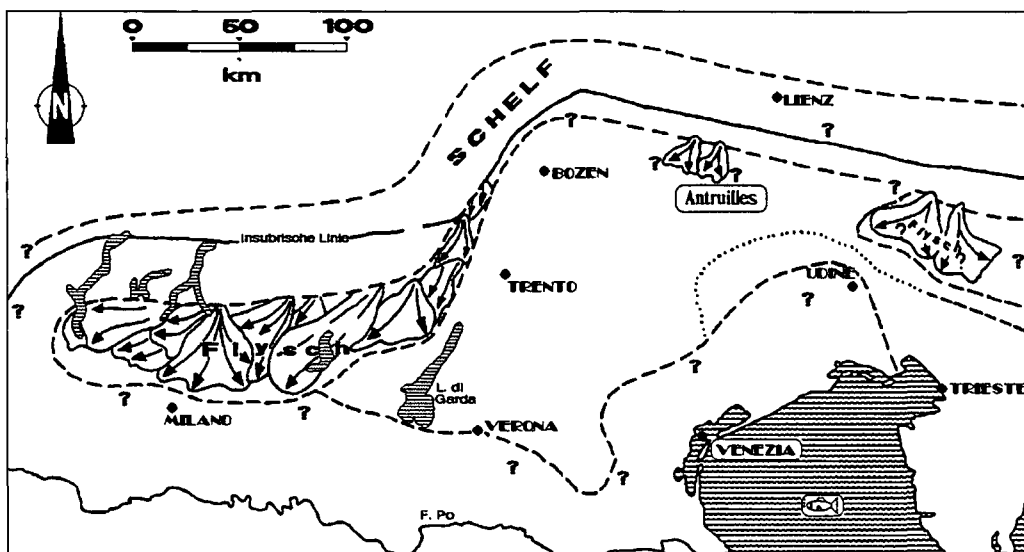 0 50 100
km
N
SCHELF
LIENZ
?
?
BOZEN
?
?
Antruilles
?
?
Flysch
?
?
?
Insubrische Linie
?
TRENTO
UDINE
?
?
Flysch
L. di
Garda
?
MILANO
?
VERONA
?
?
TRIESTE
VENEZIA
F. Po